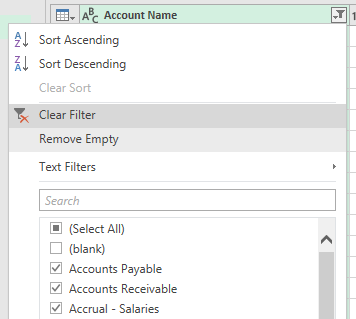 ABC Account Name
Sort Ascending
Sort Descending
Clear Sort
Clear Filter
Remove Empty
Text Filters
Search
(Select All)
(blank)
Accounts Payable
Accounts Receivable
Accrual - Salaries